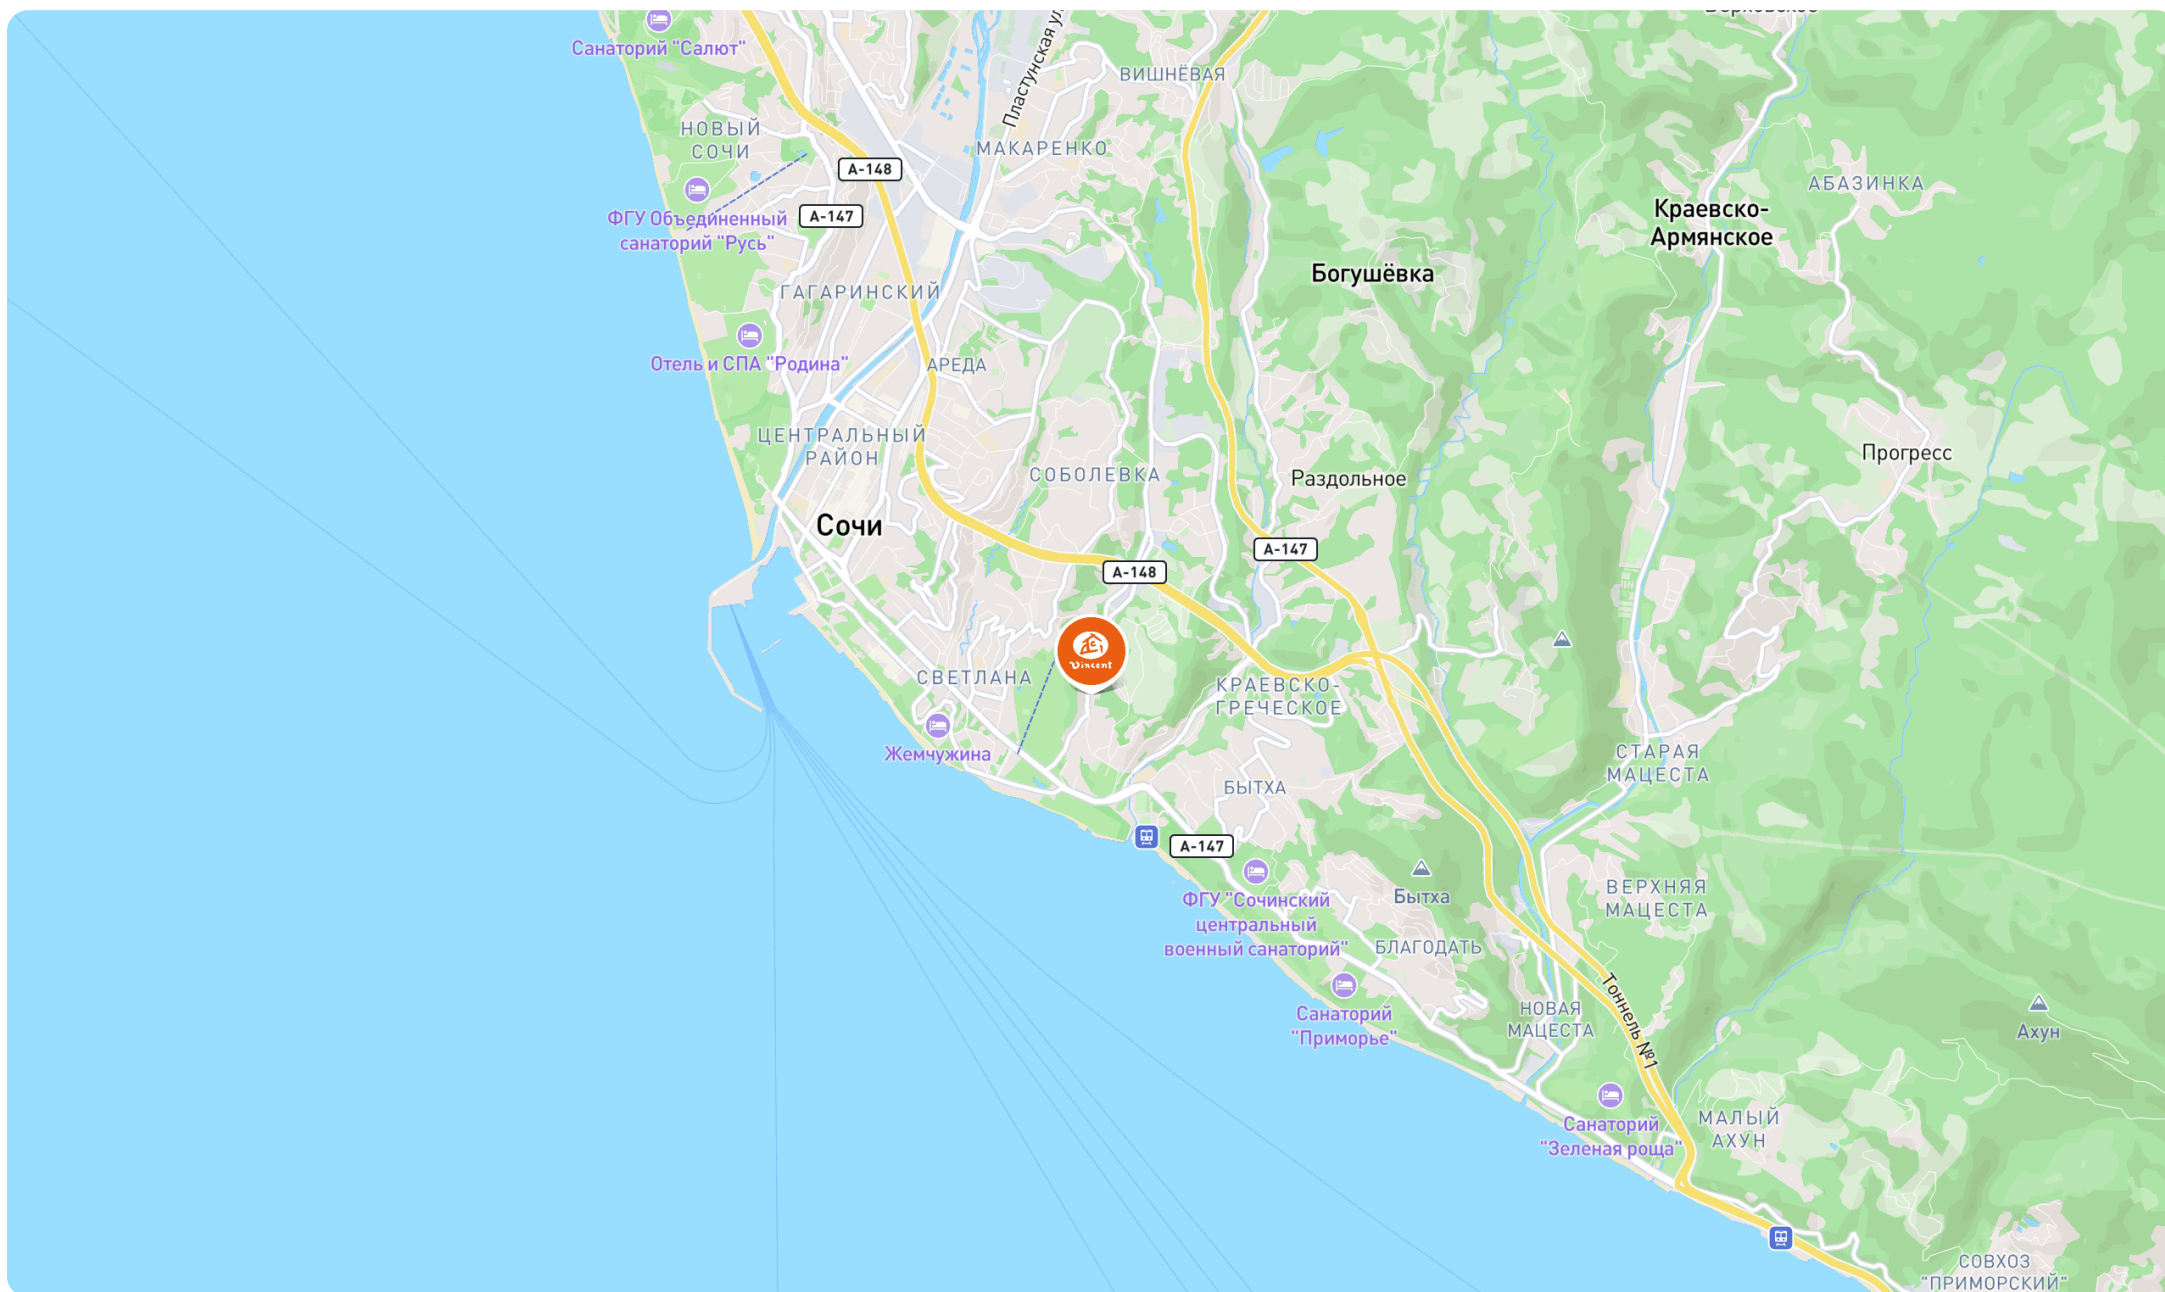 Верховское
Санаторий "Салют"
Пластунская ул
ВИШНЁВАЯ
НОВЫЙ
СОЧИ
МАКАРЕНКО
А-148
АБАЗИНКА
А-147
ФГУ Объединенный
санаторий "Русь"
Краевско-
Армянское
Богушёвка
ГАГАРИНСКИЙ
Отель и СПА "Родина"
АРЕДА
ЦЕНТРАЛЬНЫЙ
РАЙОН
Прогресс
СОБОЛЕВКА
Раздольное
Сочи
А-147
А-148
Vincent
СВЕТЛАНА
КРАЕВСКО-
ГРЕЧЕСКОЕ
Жемчужина
СТАРАЯ
МАЦЕСТА
БЫТХА
А-147
ФГУ "Сочинский
центральный
военный санаторий"
Бытха
ВЕРХНЯЯ
МАЦЕСТА
БЛАГОДАТЬ
Санаторий
"Приморье"
НОВАЯ
МАЦЕСТА
Тоннель №1
Ахун
Санаторий
"Зеленая роща"
МАЛЫЙ
АХУН
СОВХОЗ
"ПРИМОРСКИЙ"